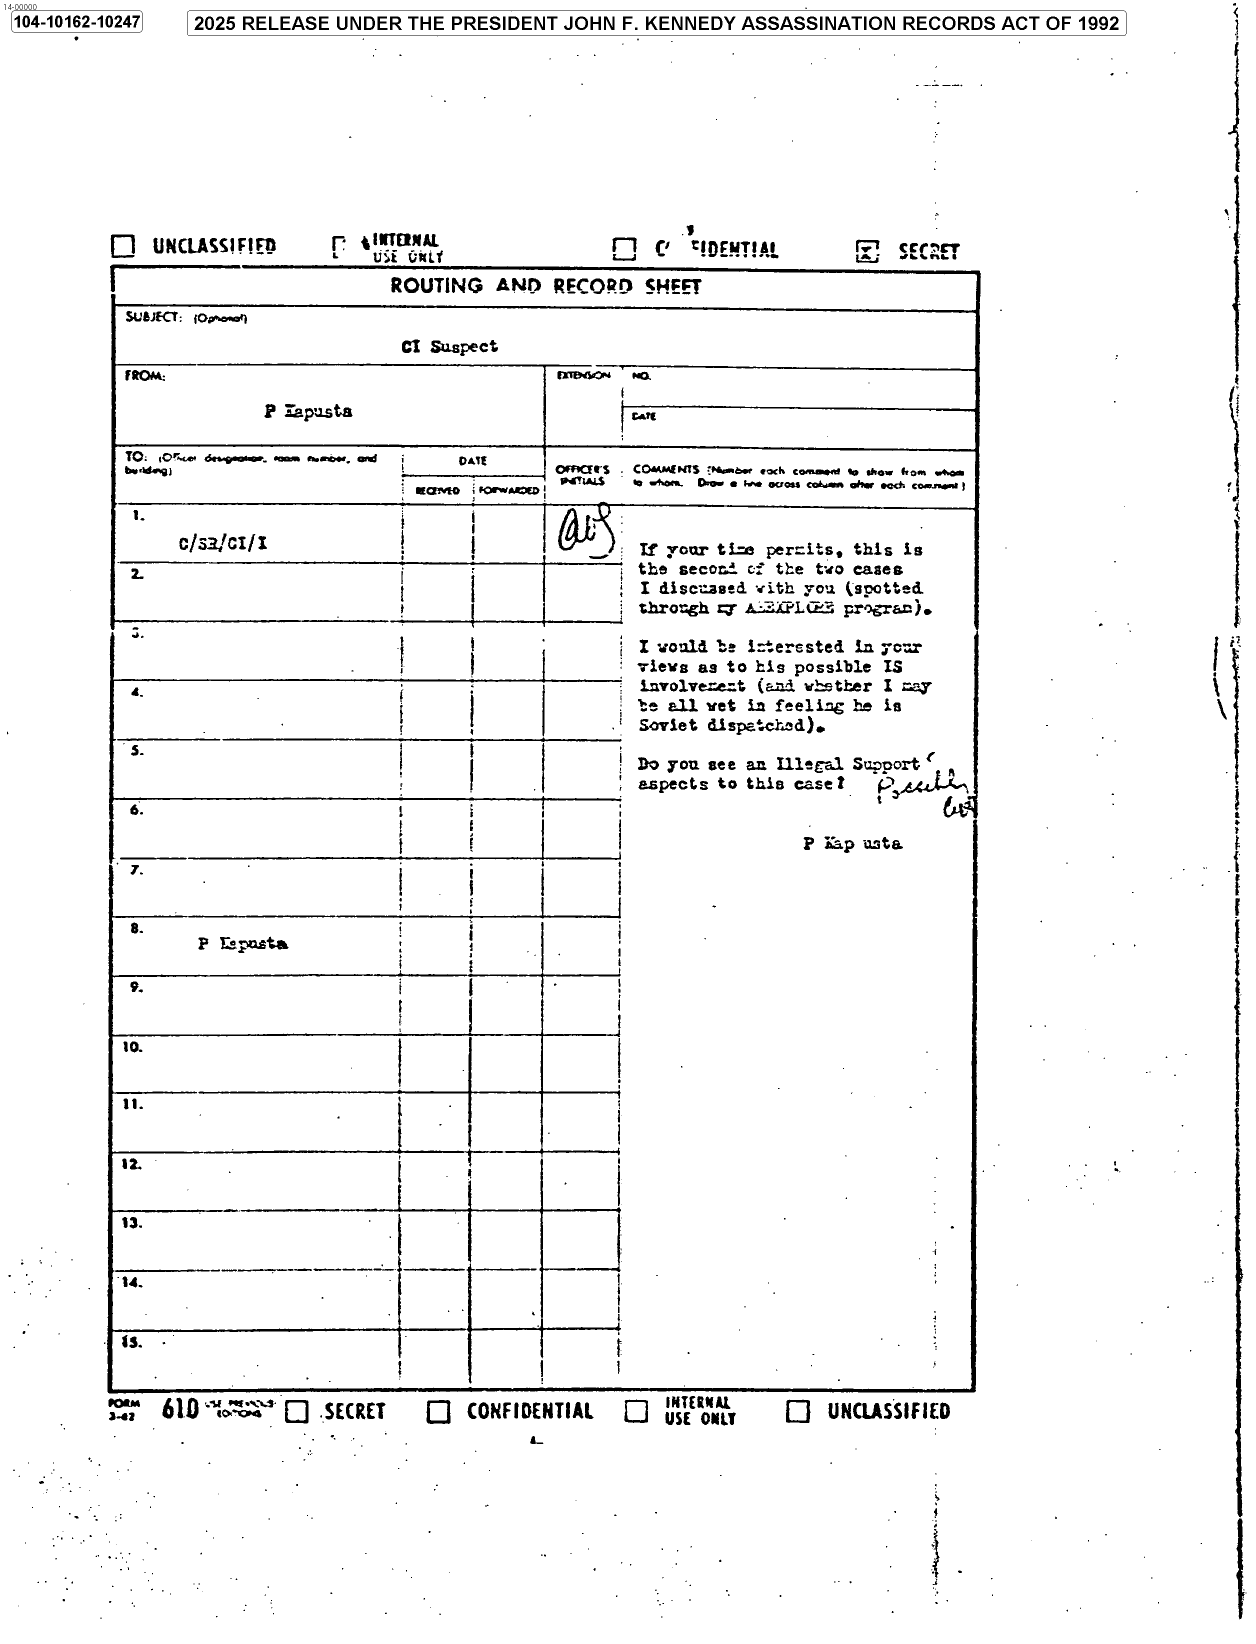 14-00000
104-10162-10247
2025 RELEASE UNDER THE PRESIDENT JOHN F. KENNEDY ASSASSINATION RECORDS ACT OF 1992
UNCLASSIFIED INTERNAL USE ONLY SECRET
ROUTING AND RECORD SHEET
SUBJECT: (Optional)
CI Suspect
FROM:
P Kapusta
EXTENSION
NO.
DATE
TO: (Officer designation, room number, and building)
DATE
RECEIVED
FORWARDED
OFFICER'S INITIALS
COMMENTS (Number each comment to show from whom
to whom. Draw a line across column after each comment.)
1.
C/SB/CI/I
2.
3.
4.
5.
6.
7.
8.
P Kapusta
9.
10.
11.
12.
13.
14.
15.
If your time permits, this is
the second of the two cases
I discussed with you (spotted
through my program).
I would be interested in your
views as to his possible IS
involvement (and whether I may
be all wet in feeling he is
Soviet dispatched).
Do you see an Illegal Support
aspects to this case?
Possibly
P Kap usta
FORM 3-62 610 USE PREVIOUS EDITIONS SECRET CONFIDENTIAL INTERNAL USE ONLY UNCLASSIFIED